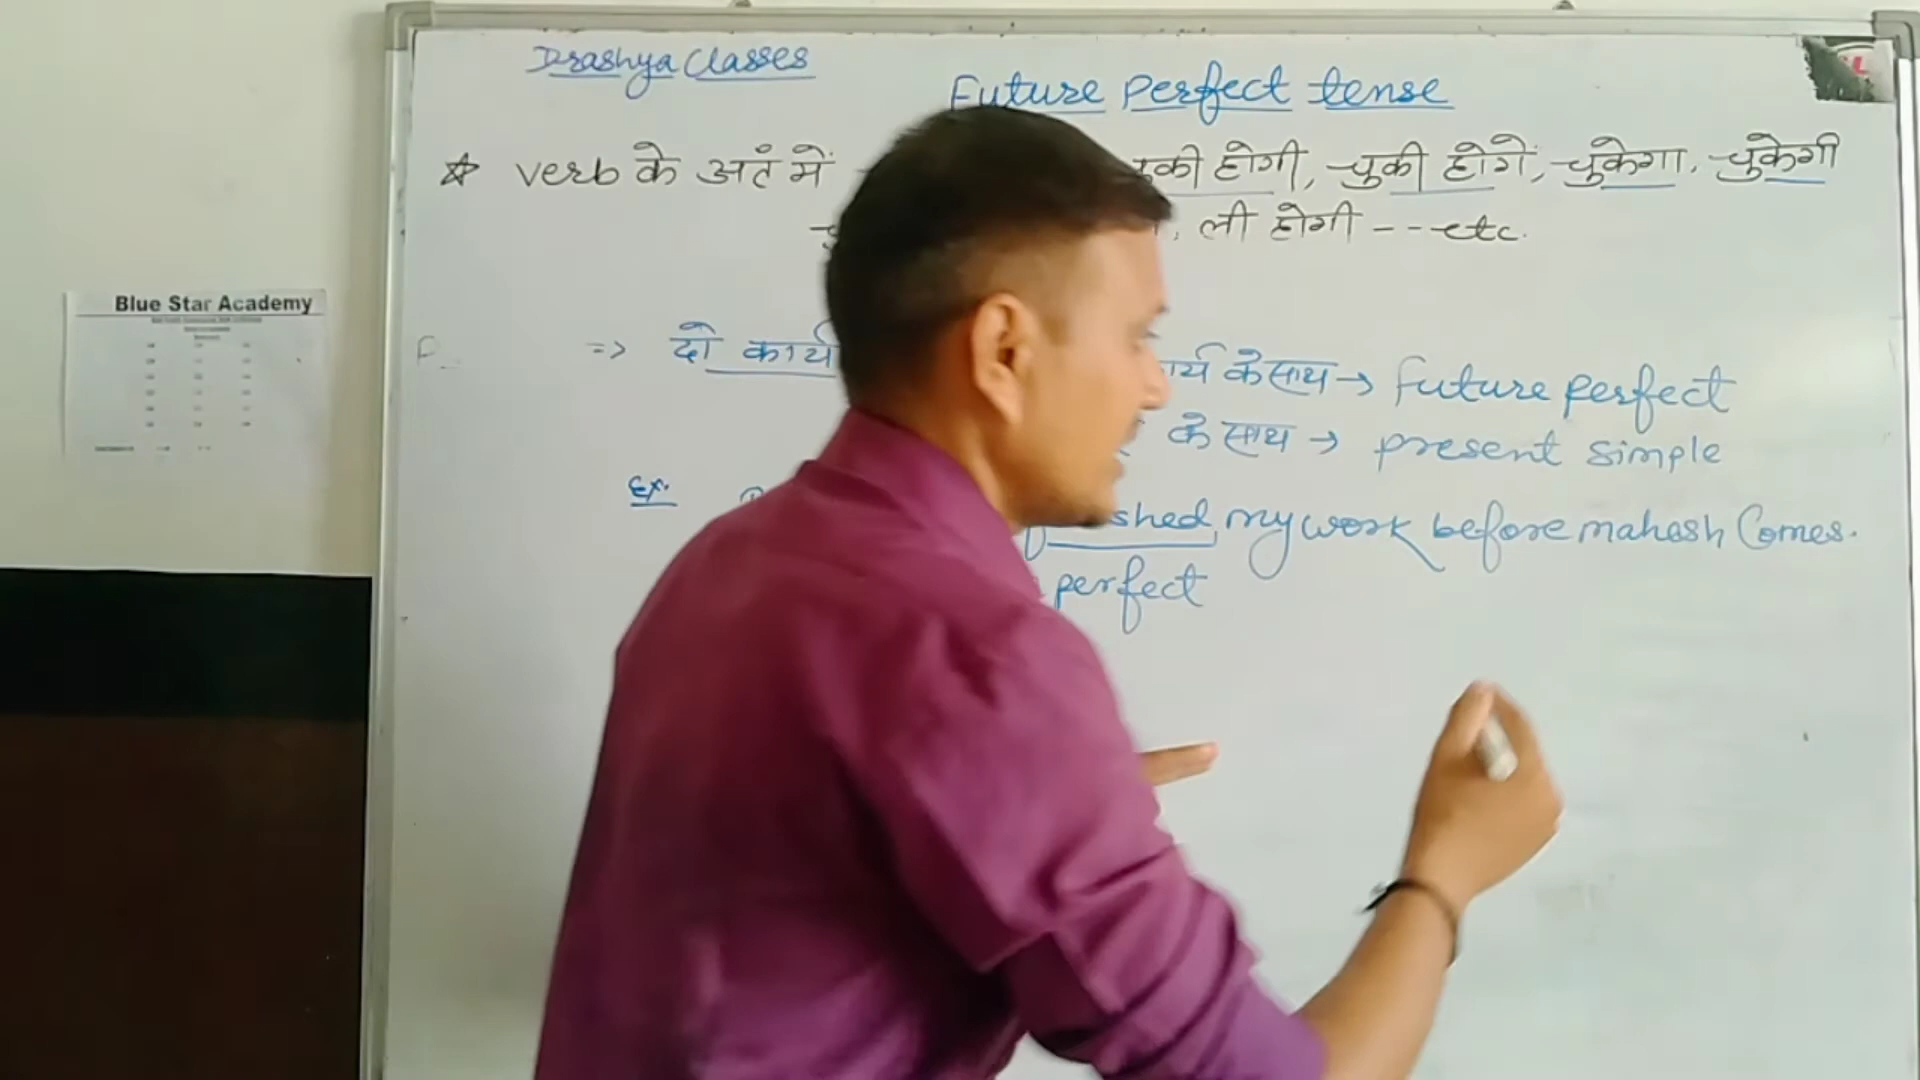 Drashya Classes
Future perfect tense
☆ verb के अतं में की होगी, चुकी होगें, चुकेगा, चुकेगी
, ली होगी --- etc.
Blue Star Academy
=> दो कार्य र्य के साथ → future perfect
के साथ → present simple
Ex. shed my work before mahesh Comes.
perfect